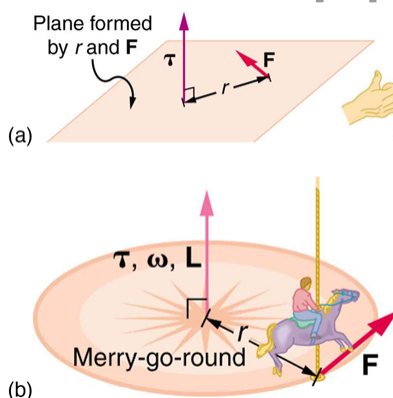 Plane formed
by r and F
τ
F
r
(a)
τ, ω, L
r
Merry-go-round
F
(b)